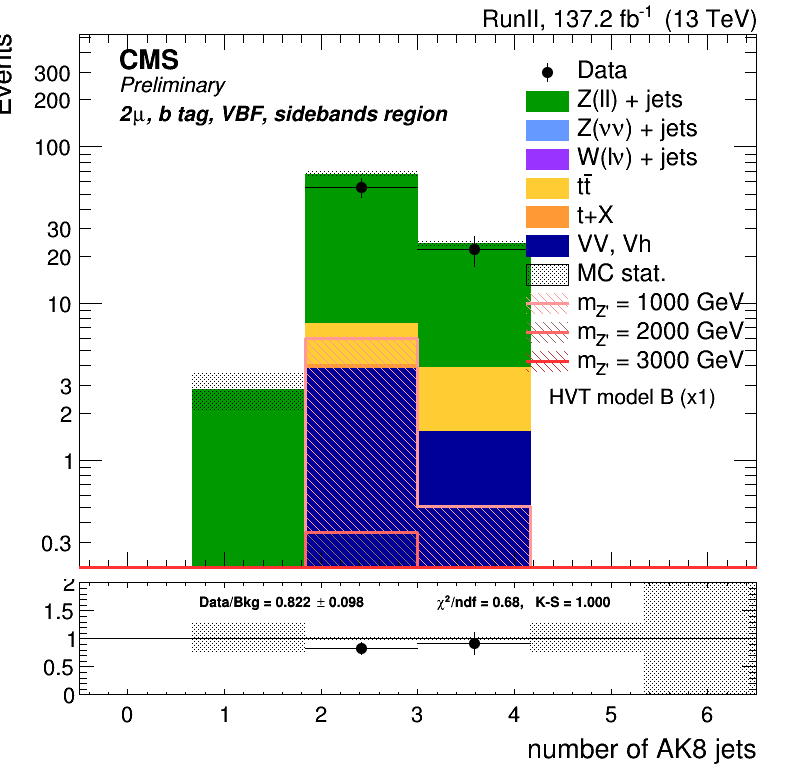 RunII, 137.2 fb⁻¹ (13 TeV)
Events
CMS
Preliminary
2μ, b tag, VBF, sidebands region
Data
Z(ll) + jets
Z(νν) + jets
W(lν) + jets
tt̄
t+X
VV, Vh
MC stat.
m_Z' = 1000 GeV
m_Z' = 2000 GeV
m_Z' = 3000 GeV
HVT model B (x1)
300
200
100
30
20
10
3
2
1
0.3
2
1.5
1
0.5
0
Data/Bkg = 0.822 ± 0.098
χ²/ndf = 0.68, K-S = 1.000
0 1 2 3 4 5 6
number of AK8 jets